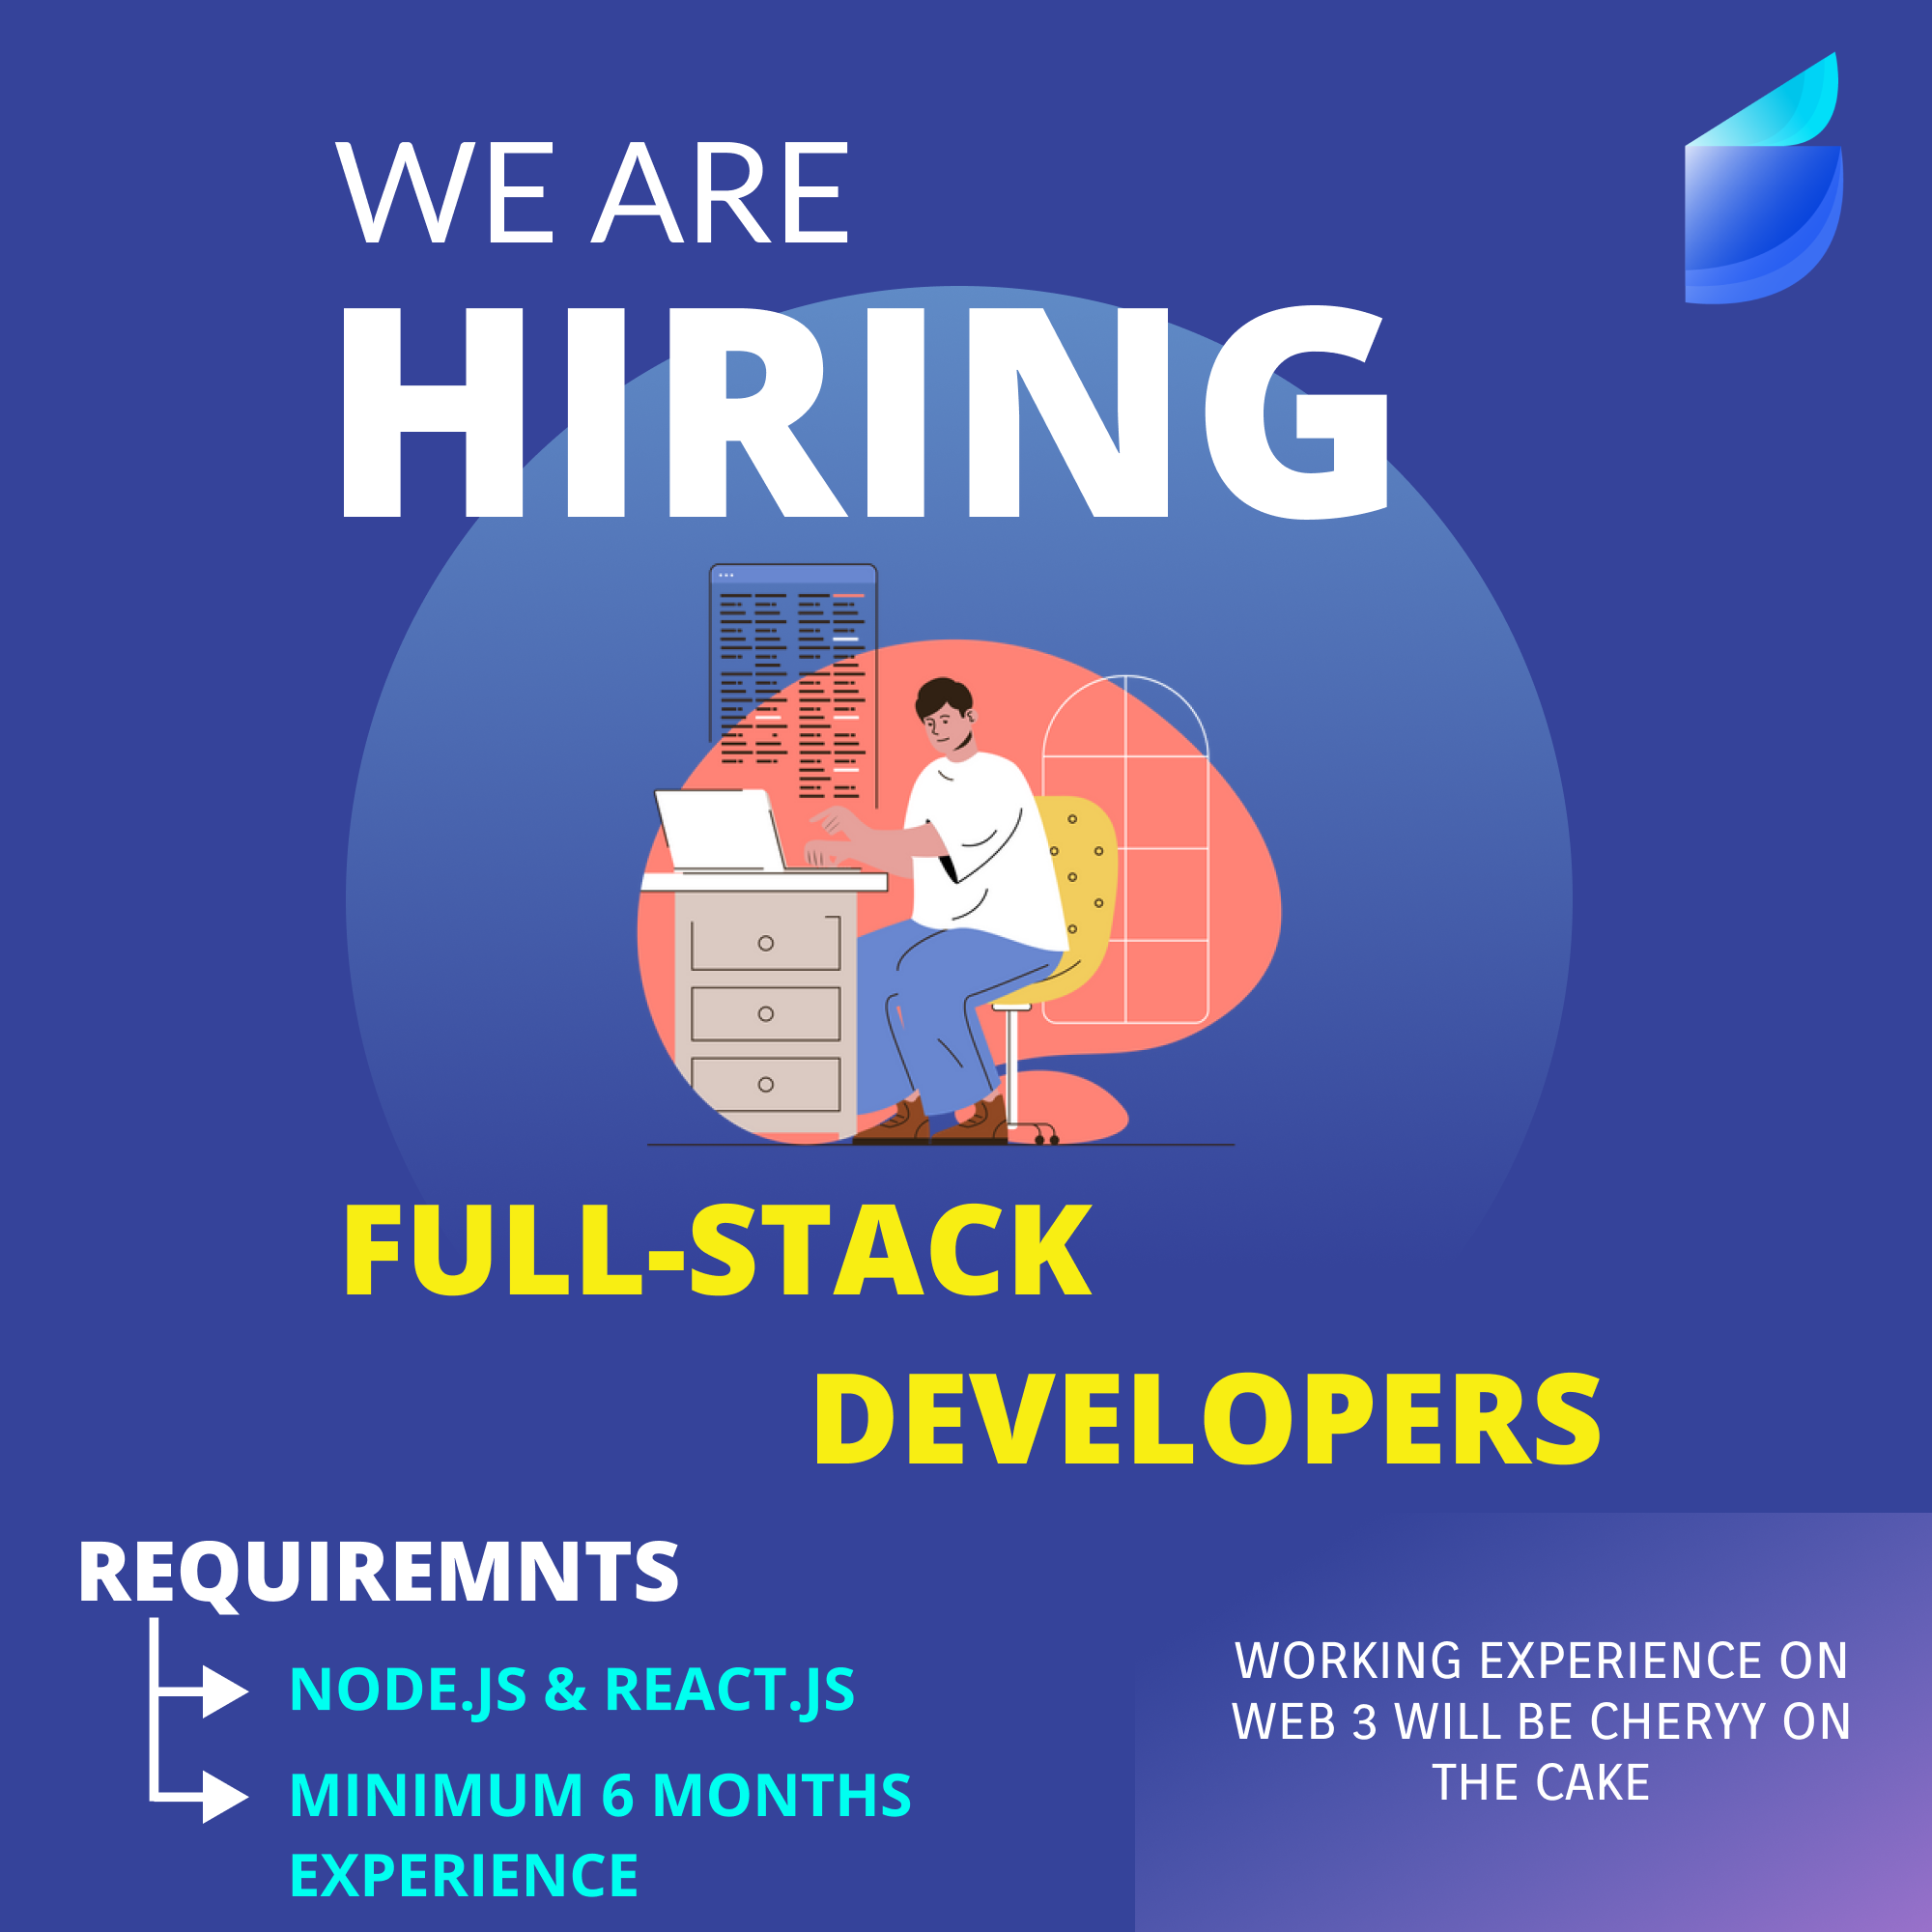 WE ARE
HIRING
FULL-STACK
DEVELOPERS
REQUIREMNTS
NODE.JS & REACT.JS
MINIMUM 6 MONTHS
EXPERIENCE
WORKING EXPERIENCE ON
WEB 3 WILL BE CHERYY ON
THE CAKE